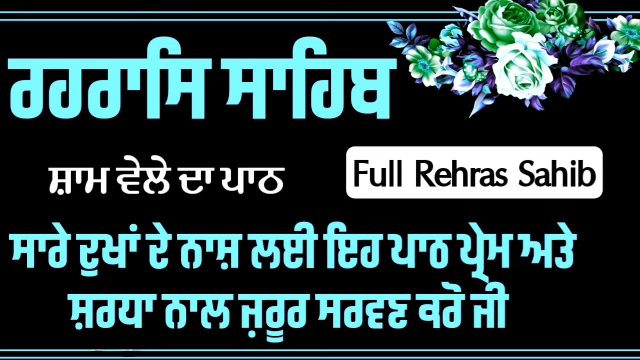 ਰਹਰਾਸਿ ਸਾਹਿਬ
ਸ਼ਾਮ ਵੇਲੇ ਦਾ ਪਾਠ
Full Rehras Sahib
ਸਾਰੇ ਦੁਖਾਂ ਦੇ ਨਾਸ਼ ਲਈ ਇਹ ਪਾਠ ਪ੍ਰੇਮ ਅਤੇ
ਸ਼ਰਧਾ ਨਾਲ ਜ਼ਰੂਰ ਸਰਵਣ ਕਰੋ ਜੀ